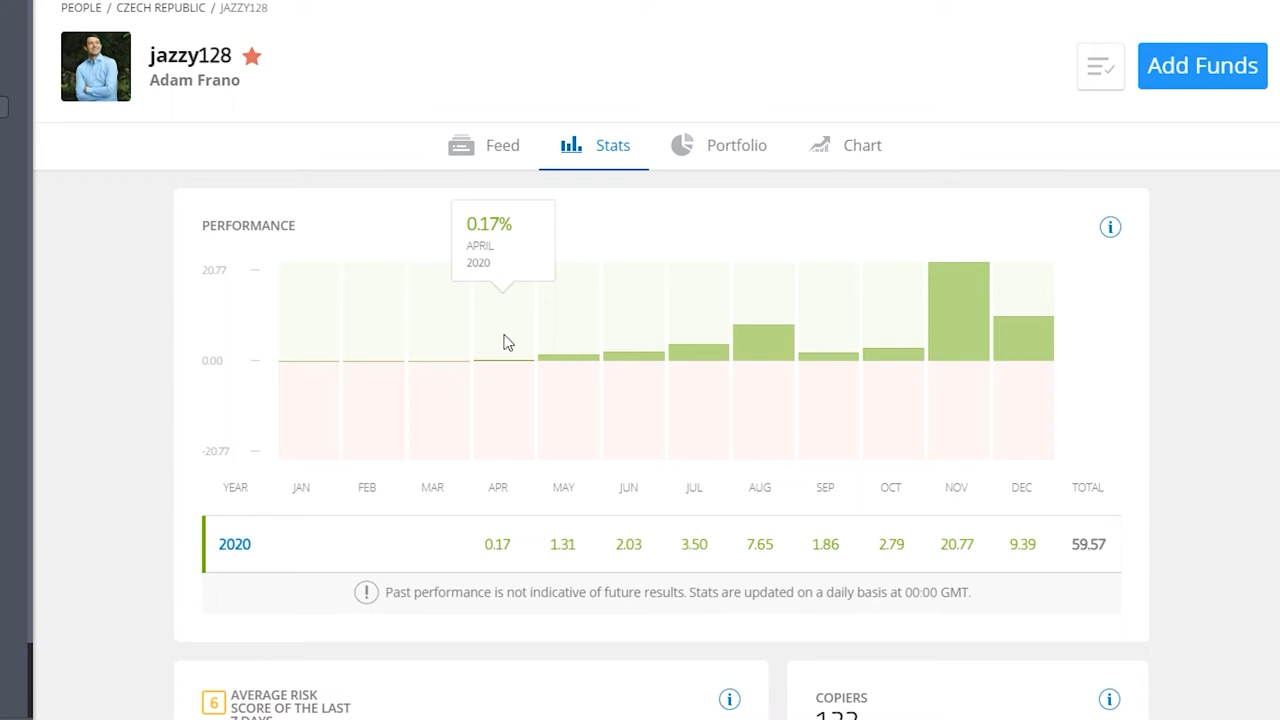 PEOPLE / CZECH REPUBLIC / JAZZY128
jazzy128
Adam Frano
Add Funds
Feed
Stats
Portfolio
Chart
PERFORMANCE
0.17%
APRIL
2020
20.77
0.00
-20.77
YEAR JAN FEB MAR APR MAY JUN JUL AUG SEP OCT NOV DEC TOTAL
2020 0.17 1.31 2.03 3.50 7.65 1.86 2.79 20.77 9.39 59.57
! Past performance is not indicative of future results. Stats are updated on a daily basis at 00:00 GMT.
6
AVERAGE RISK
SCORE OF THE LAST
7 DAYS
COPIERS